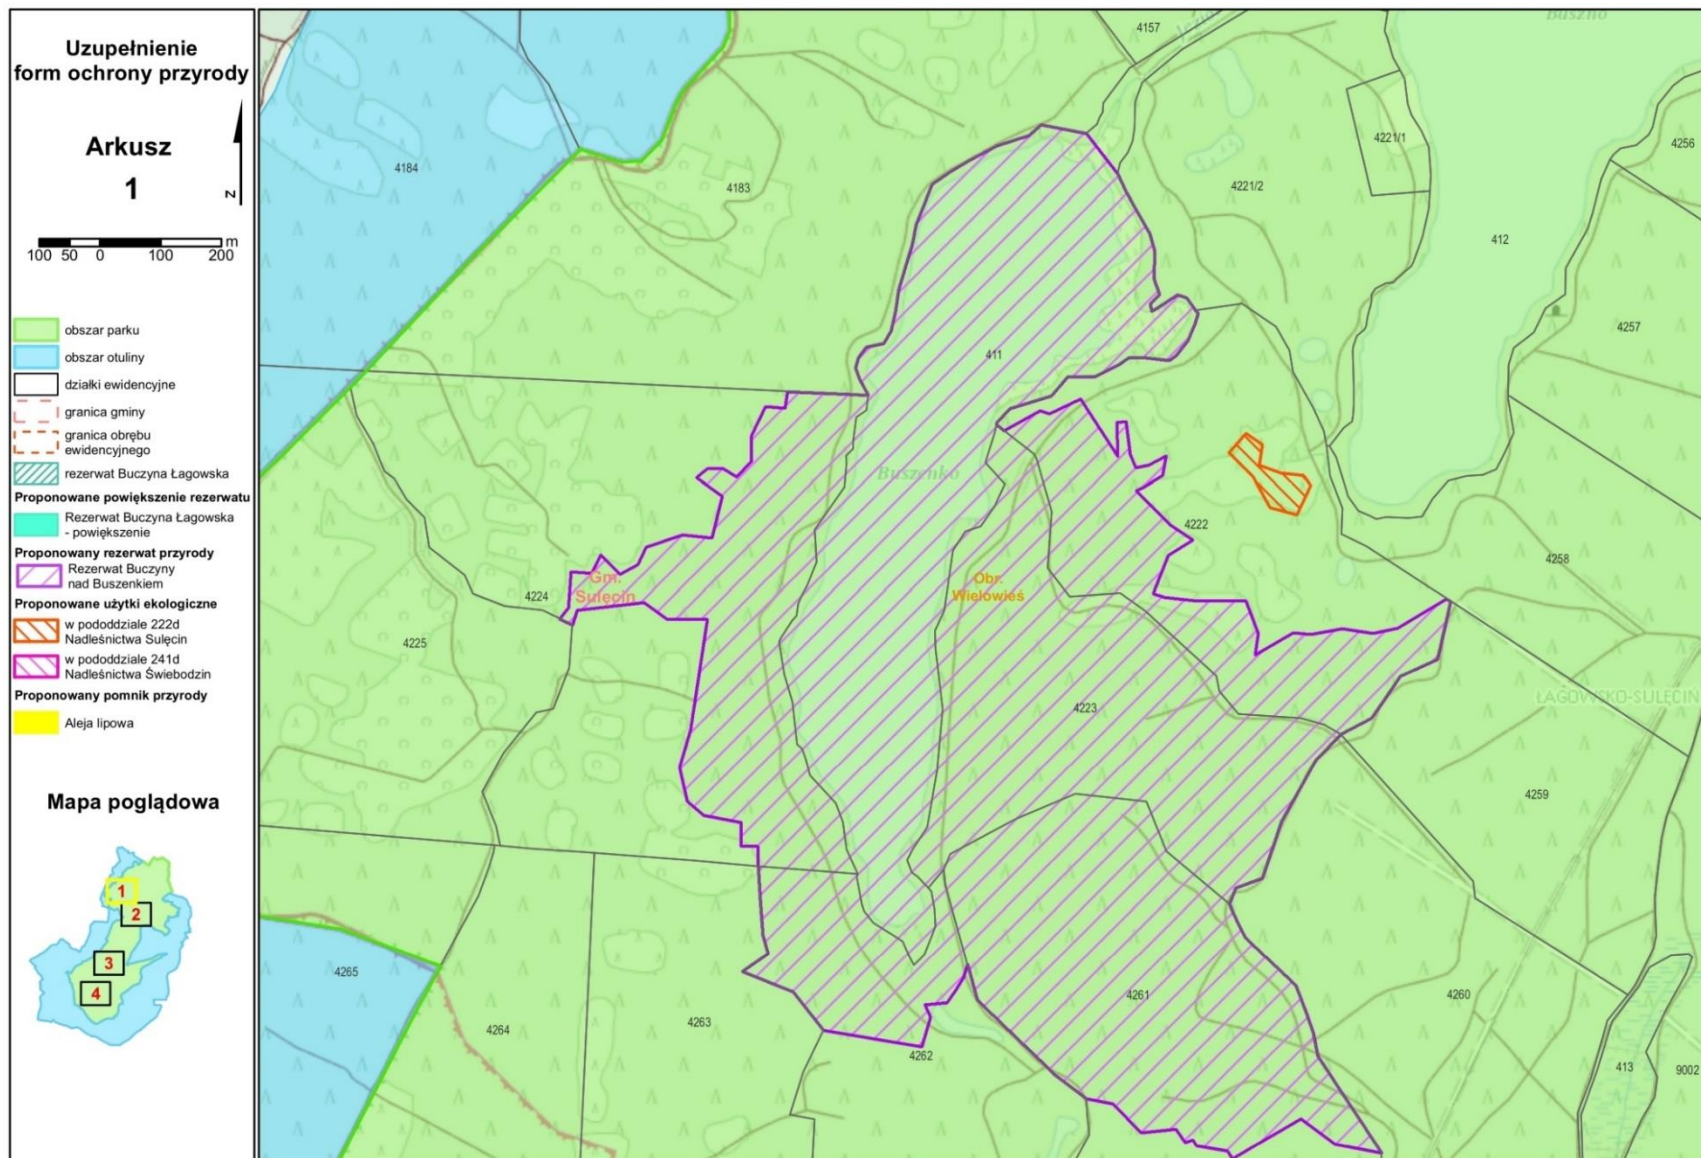 Uzupełnienie
form ochrony przyrody
Arkusz
1
z
100 50 0 100 200 m
obszar parku
obszar otuliny
działki ewidencyjne
granica gminy
granica obrębu
ewidencyjnego
rezerwat Buczyna Łagowska
Proponowane powiększenie rezerwatu
Rezerwat Buczyna Łagowska
- powiększenie
Proponowany rezerwat przyrody
Rezerwat Buczyny
nad Buszenkiem
Proponowane użytki ekologiczne
w pododdziale 222d
Nadleśnictwa Sulęcin
w pododdziale 241d
Nadleśnictwa Świebodzin
Proponowany pomnik przyrody
Aleja lipowa
Mapa poglądowa
1
2
3
4
Buszno
4157
4221/1
4256
4184
4183
4221/2
412
4257
411
Buszenko
4222
4258
Gm.
Sulęcin
Obr.
Wielowieś
4224
4225
4223
ŁAGOWSKO-SULĘCIŃ
4259
4265
4264
4263
4261
4260
4262
413
9002